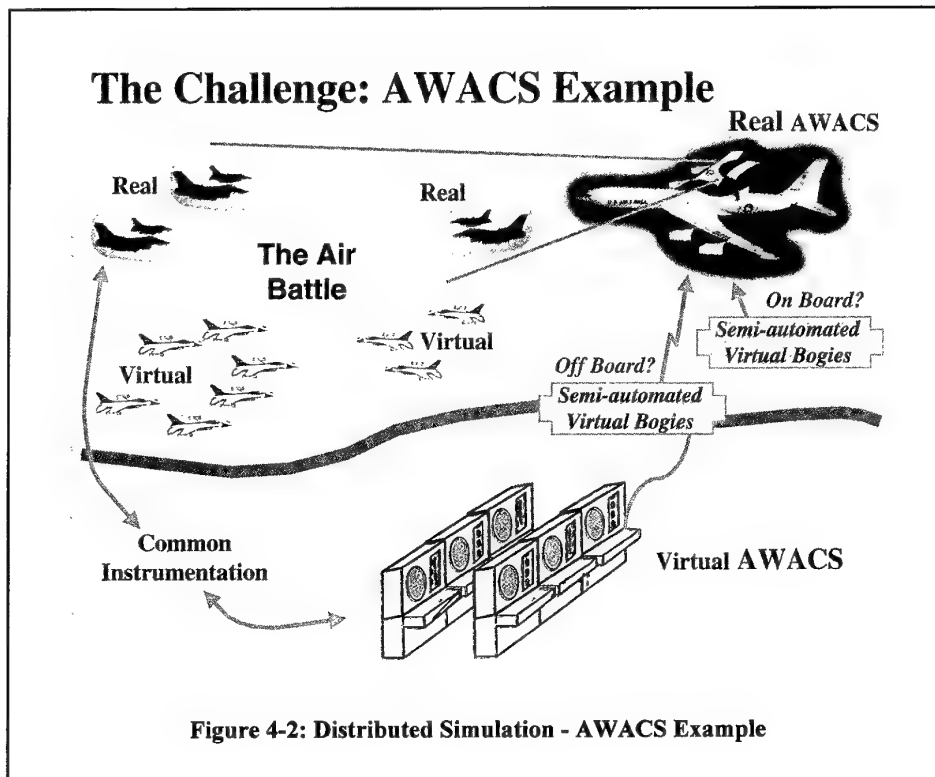 The Challenge: AWACS Example
Real AWACS
Real
Real
The Air
Battle
On Board?
Semi-automated
Virtual Bogies
Virtual
Virtual
Off Board?
Semi-automated
Virtual Bogies
Common
Instrumentation
Virtual AWACS
Figure 4-2: Distributed Simulation - AWACS Example